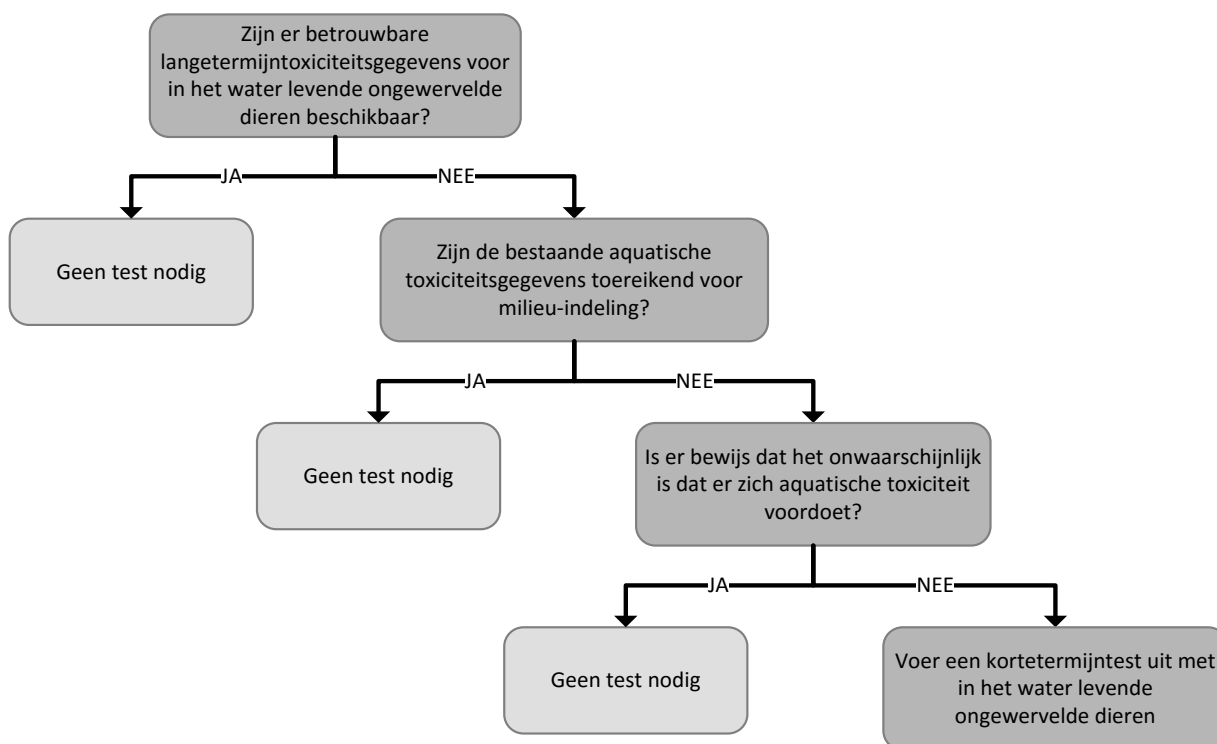 Zijn er betrouwbare
langetermijntoxiciteitsgegevens voor
in het water levende ongewervelde
dieren beschikbaar?
JA
NEE
Geen test nodig
Zijn de bestaande aquatische
toxiciteitsgegevens toereikend voor
milieu-indeling?
JA
NEE
Geen test nodig
Is er bewijs dat het onwaarschijnlijk
is dat er zich aquatische toxiciteit
voordoet?
JA
NEE
Geen test nodig
Voer een kortetermijntest uit met
in het water levende
ongewervelde dieren